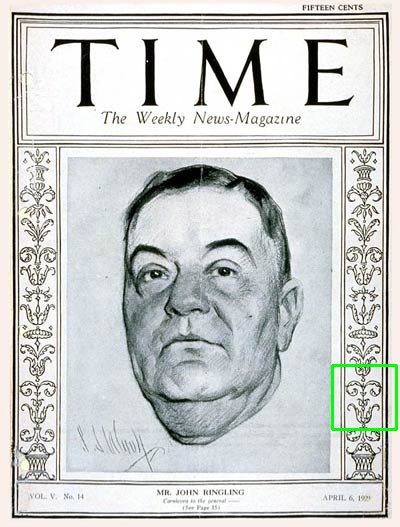 FIFTEEN CENTS
TIME
The Weekly News-Magazine
VOL. V. No. 14
MR. JOHN RINGLING
Carnivora to the general —
(See Page 15)
APRIL 6, 1925